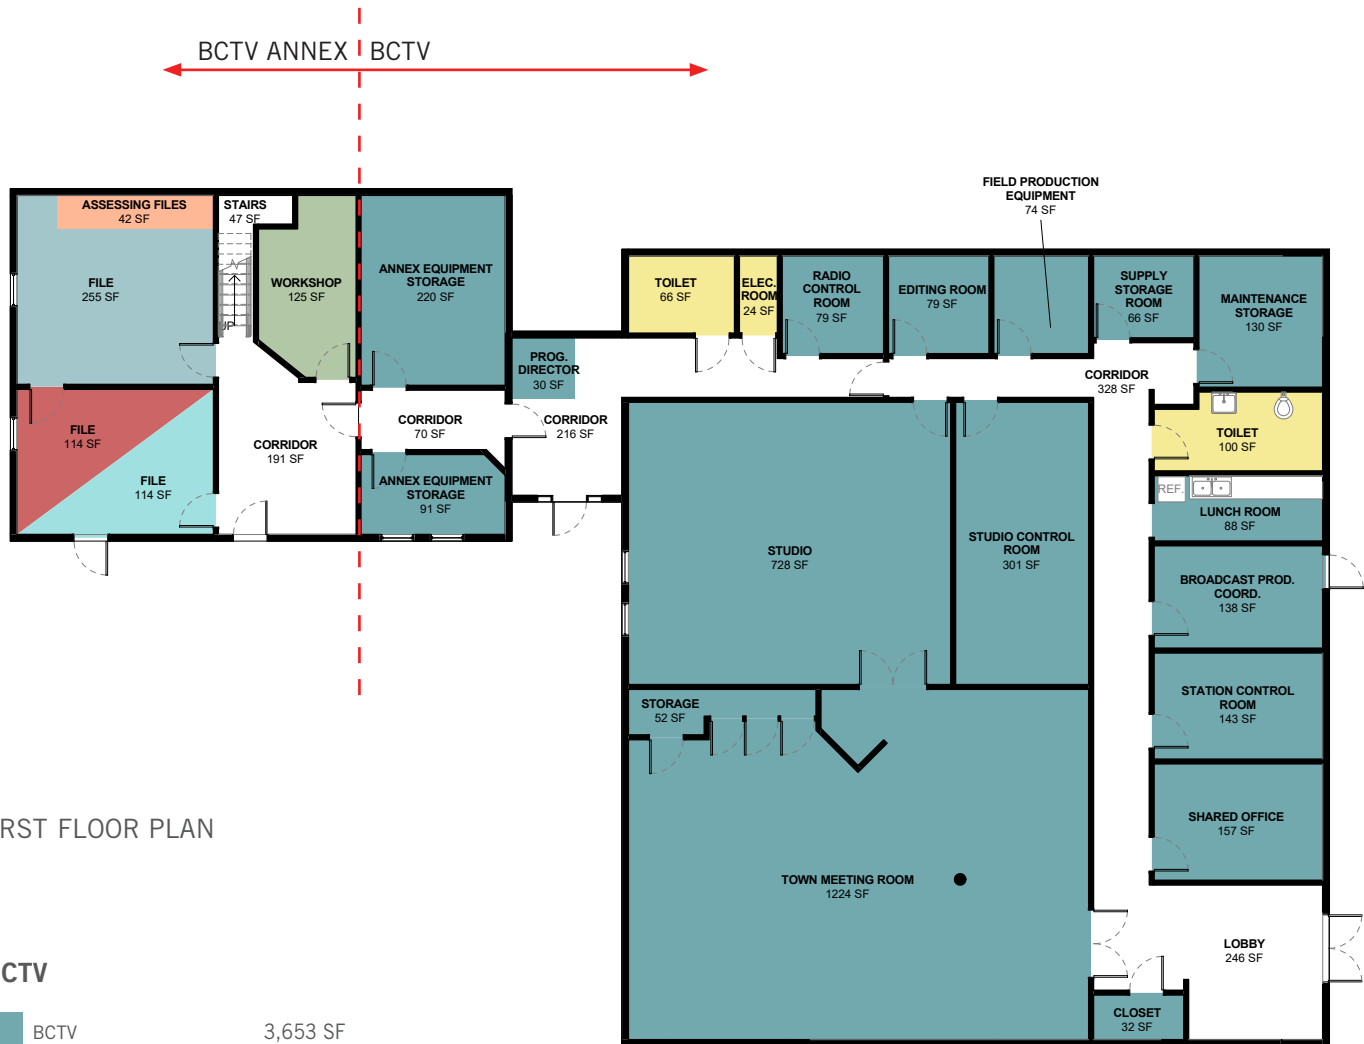 BCTV ANNEX BCTV
FIELD PRODUCTION
EQUIPMENT
74 SF
ASSESSING FILES
42 SF
STAIRS
47 SF
FILE
255 SF
UP
WORKSHOP
125 SF
ANNEX EQUIPMENT
STORAGE
220 SF
TOILET
66 SF
ELEC.
ROOM
24 SF
RADIO
CONTROL
ROOM
79 SF
EDITING ROOM
79 SF
SUPPLY
STORAGE
ROOM
66 SF
MAINTENANCE
STORAGE
130 SF
PROG.
DIRECTOR
30 SF
CORRIDOR
328 SF
FILE
114 SF
FILE
114 SF
CORRIDOR
191 SF
CORRIDOR
70 SF
CORRIDOR
216 SF
ANNEX EQUIPMENT
STORAGE
91 SF
TOILET
100 SF
REF.
LUNCH ROOM
88 SF
STUDIO
728 SF
STUDIO CONTROL
ROOM
301 SF
BROADCAST PROD.
COORD.
138 SF
STORAGE
52 SF
STATION CONTROL
ROOM
143 SF
SHARED OFFICE
157 SF
RST FLOOR PLAN
TOWN MEETING ROOM
1224 SF
LOBBY
246 SF
CLOSET
32 SF
CTV
BCTV 3,653 SF